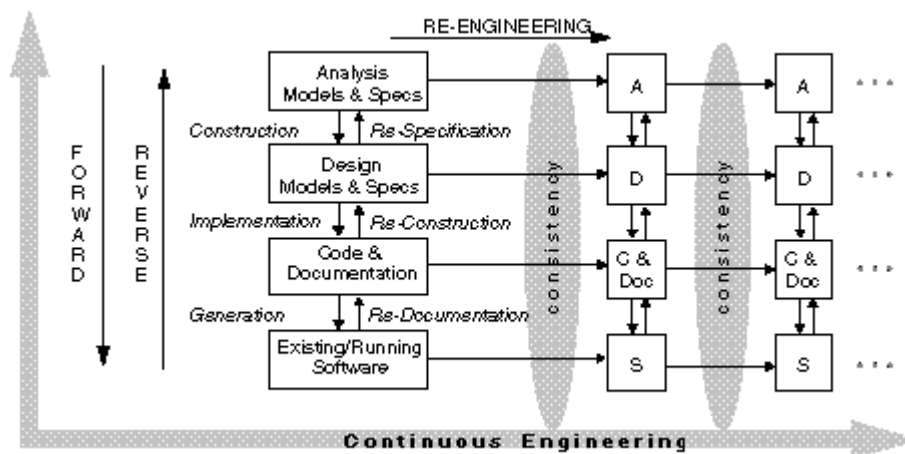 RE-ENGINEERING
Analysis
Models & Specs
A
A
Construction
Re-Specification
FORWARD
REVERSE
Design
Models & Specs
D
D
consistency
consistency
Implementation
Re-Construction
Code &
Documentation
C &
Doc
C &
Doc
Generation
Re-Documentation
Existing/Running
Software
S
S
Continuous Engineering